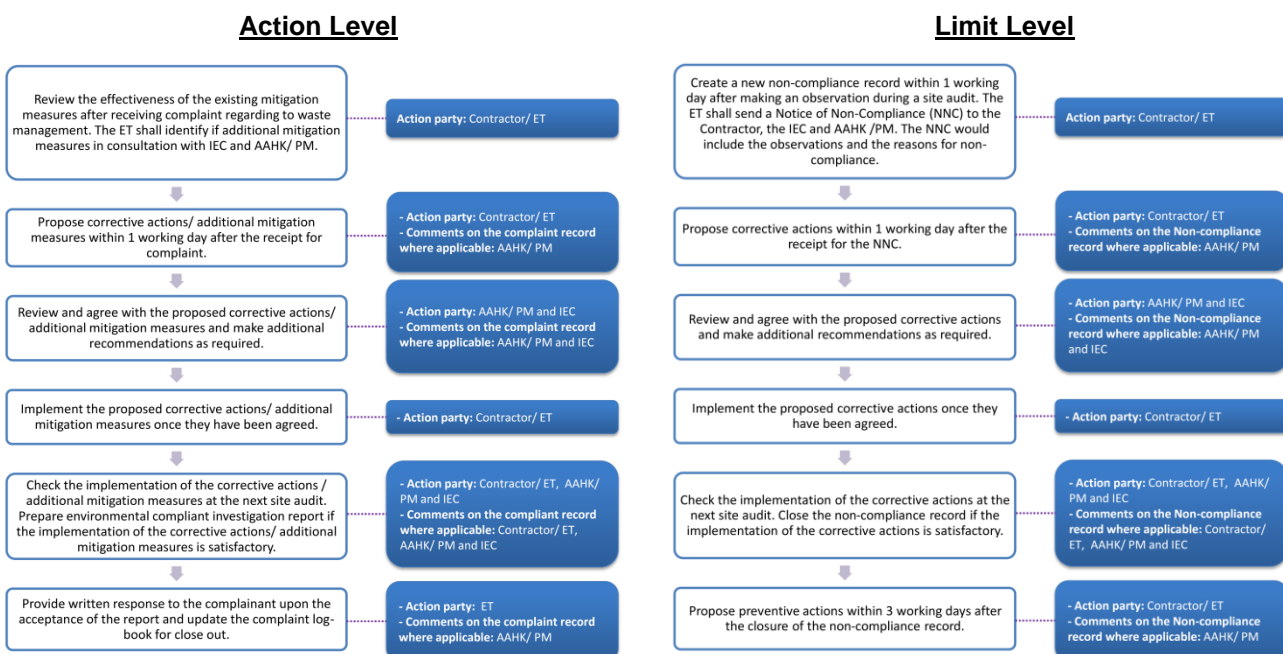 Action Level
Review the effectiveness of the existing mitigation
measures after receiving complaint regarding to waste
management. The ET shall identify if additional mitigation
measures in consultation with IEC and AAHK/ PM.
Action party: Contractor/ ET
Propose corrective actions/ additional mitigation
measures within 1 working day after the receipt for
complaint.
- Action party: Contractor/ ET
- Comments on the complaint record
where applicable: AAHK/ PM
Review and agree with the proposed corrective actions/
additional mitigation measures and make additional
recommendations as required.
- Action party: AAHK/ PM and IEC
- Comments on the complaint record
where applicable: AAHK/ PM and IEC
Implement the proposed corrective actions/ additional
mitigation measures once they have been agreed.
- Action party: Contractor/ ET
Check the implementation of the corrective actions /
additional mitigation measures at the next site audit.
Prepare environmental compliant investigation report if
the implementation of the corrective actions/ additional
mitigation measures is satisfactory.
- Action party: Contractor/ ET, AAHK/
PM and IEC
- Comments on the compliant record
where applicable: Contractor/ ET,
AAHK/ PM and IEC
Provide written response to the complainant upon the
acceptance of the report and update the complaint log-
book for close out.
- Action party: ET
- Comments on the complaint record
where applicable: AAHK/ PM
Limit Level
Create a new non-compliance record within 1 working
day after making an observation during a site audit. The
ET shall send a Notice of Non-Compliance (NNC) to the
Contractor, the IEC and AAHK /PM. The NNC would
include the observations and the reasons for non-
compliance.
Action party: Contractor/ ET
Propose corrective actions within 1 working day after the
receipt for the NNC.
- Action party: Contractor/ ET
- Comments on the Non-compliance
record where applicable: AAHK/ PM
Review and agree with the proposed corrective actions
and make additional recommendations as required.
- Action party: AAHK/ PM and IEC
- Comments on the Non-compliance
record where applicable: AAHK/ PM
and IEC
Implement the proposed corrective actions once they
have been agreed.
- Action party: Contractor/ ET
Check the implementation of the corrective actions at the
next site audit. Close the non-compliance record if the
implementation of the corrective actions is satisfactory.
- Action party: Contractor/ ET, AAHK/
PM and IEC
- Comments on the Non-compliance
record where applicable: Contractor/
ET, AAHK/ PM and IEC
Propose preventive actions within 3 working days after
the closure of the non-compliance record.
- Action party: Contractor/ ET
- Comments on the Non-compliance
record where applicable: AAHK/ PM